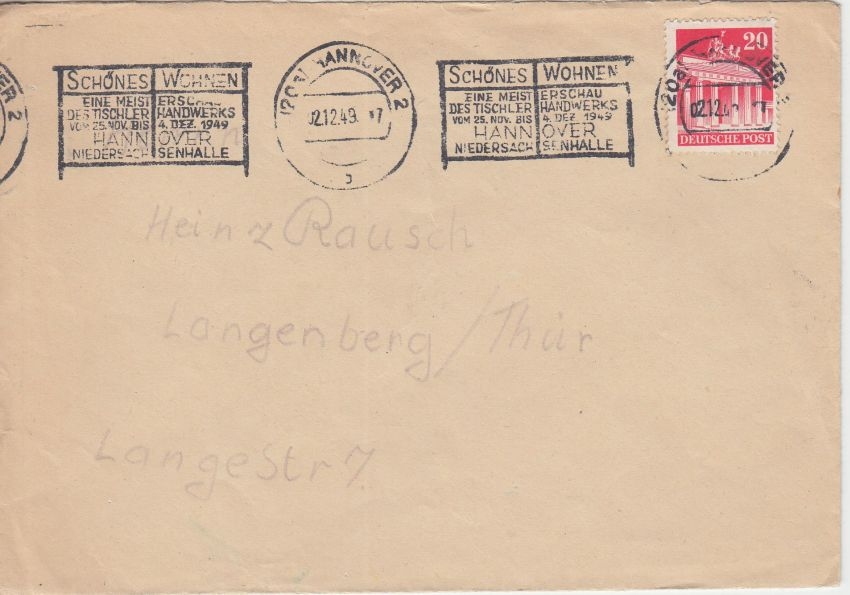 SCHÖNES WOHNEN
EINE MEISTERSCHAU
DES TISCHLERHANDWERKS
VOM 25. NOV. BIS 4. DEZ. 1949
HANNOVER
NIEDERSACHSENHALLE
HANNOVER 2
02.12.49.
b
SCHÖNES WOHNEN
EINE MEISTERSCHAU
DES TISCHLERHANDWERKS
VOM 25. NOV. BIS 4. DEZ. 1949
HANNOVER
NIEDERSACHSENHALLE
20
DEUTSCHE POST
Heinz Rausch
Langenberg/Thür
Langestr 7